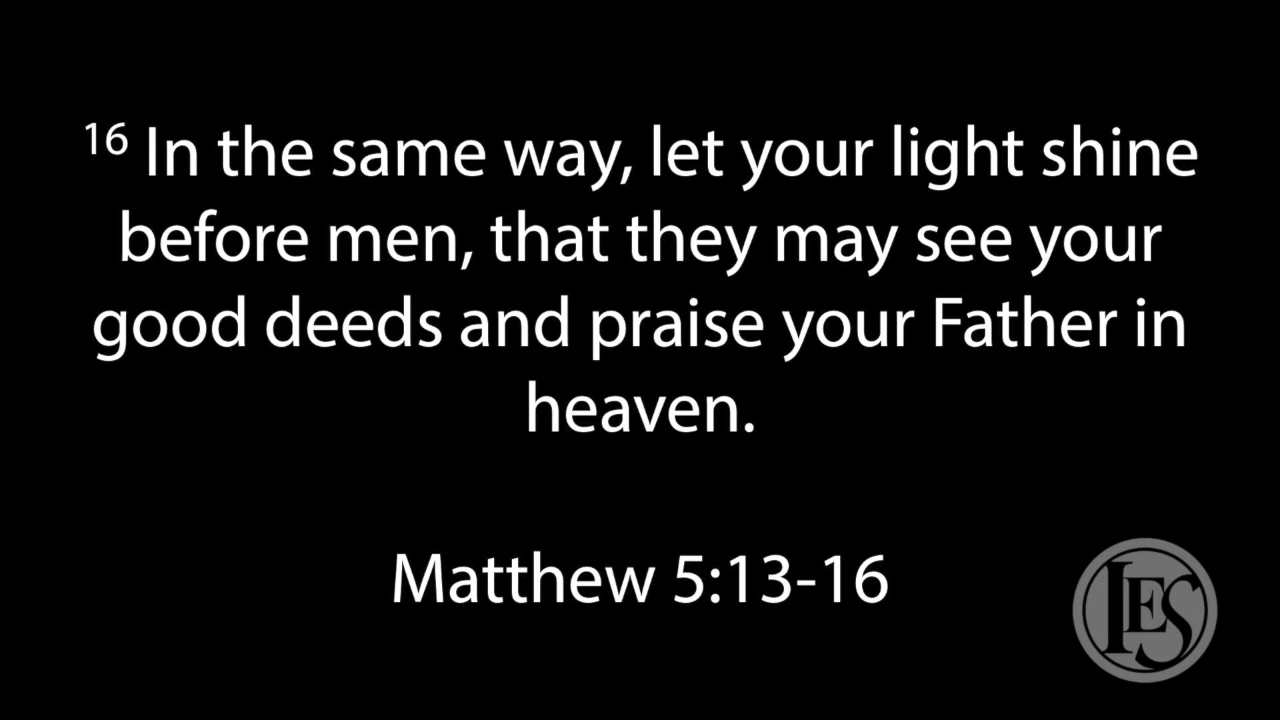 16 In the same way, let your light shine
before men, that they may see your
good deeds and praise your Father in
heaven.
Matthew 5:13-16
IES